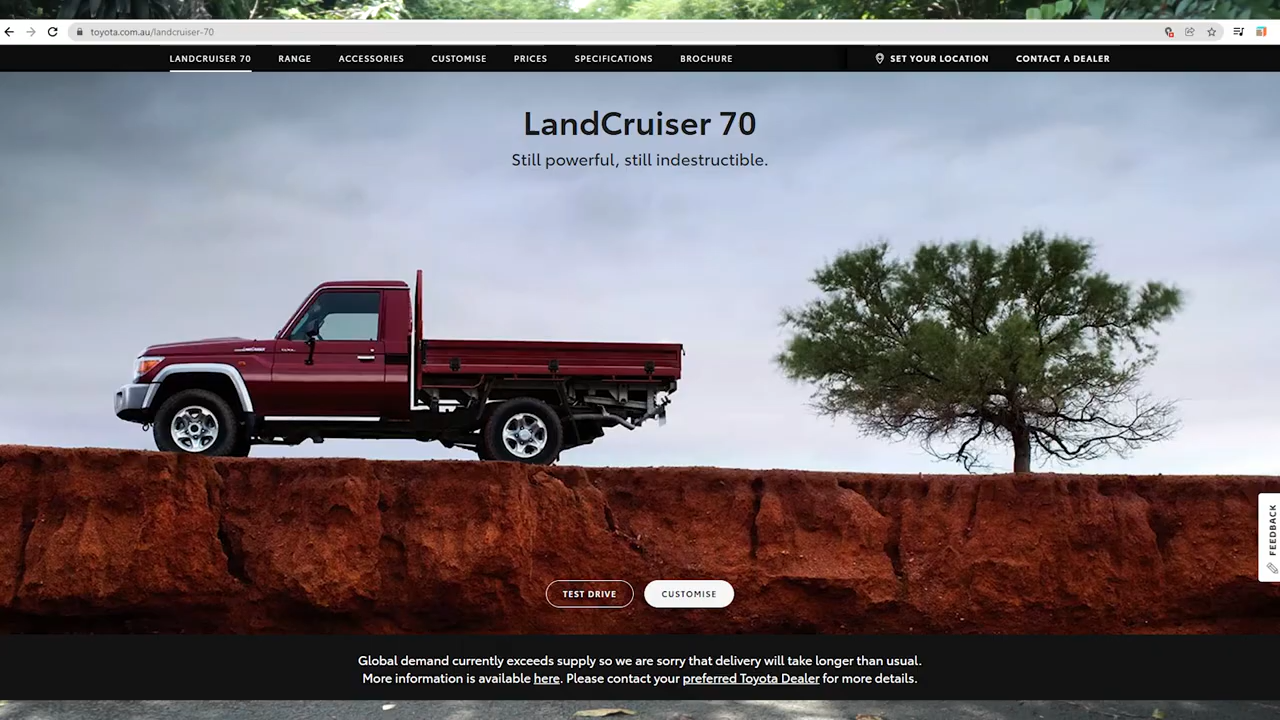 toyota.com.au/landcruiser-70
LANDCRUISER 70 RANGE ACCESSORIES CUSTOMISE PRICES SPECIFICATIONS BROCHURE SET YOUR LOCATION CONTACT A DEALER
LandCruiser 70
Still powerful, still indestructible.
FEEDBACK
TEST DRIVE CUSTOMISE
Global demand currently exceeds supply so we are sorry that delivery will take longer than usual.
More information is available here. Please contact your preferred Toyota Dealer for more details.